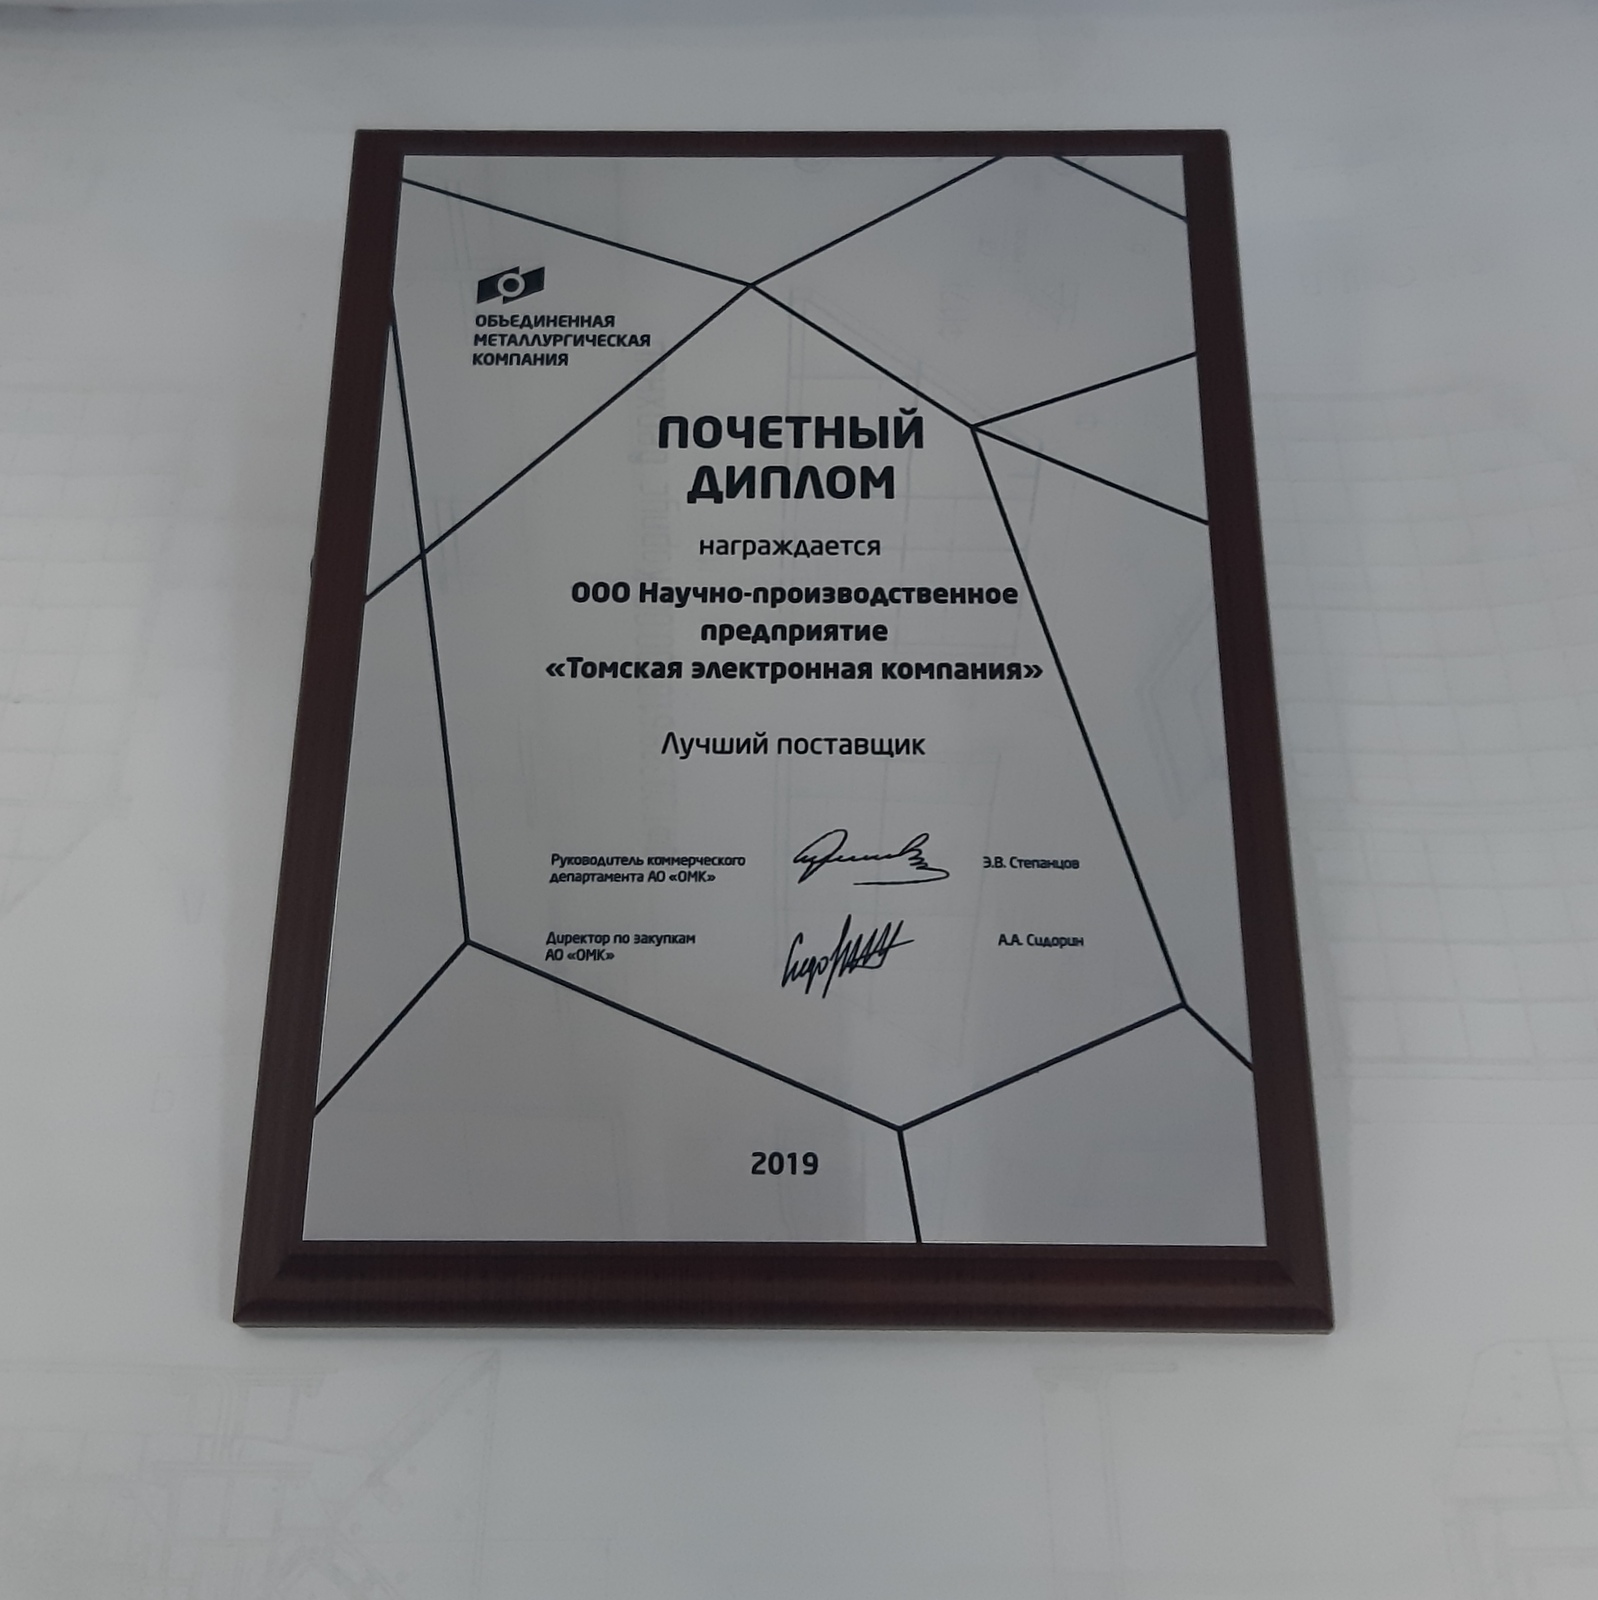 ОБЪЕДИНЕННАЯ
МЕТАЛЛУРГИЧЕСКАЯ
КОМПАНИЯ
ПОЧЕТНЫЙ
ДИПЛОМ
награждается
ООО Научно-производственное
предприятие
«Томская электронная компания»
Лучший поставщик
Руководитель коммерческого
департамента АО «ОМК»
Э.В. Степанцов
Директор по закупкам
АО «ОМК»
А.А. Сидорин
2019